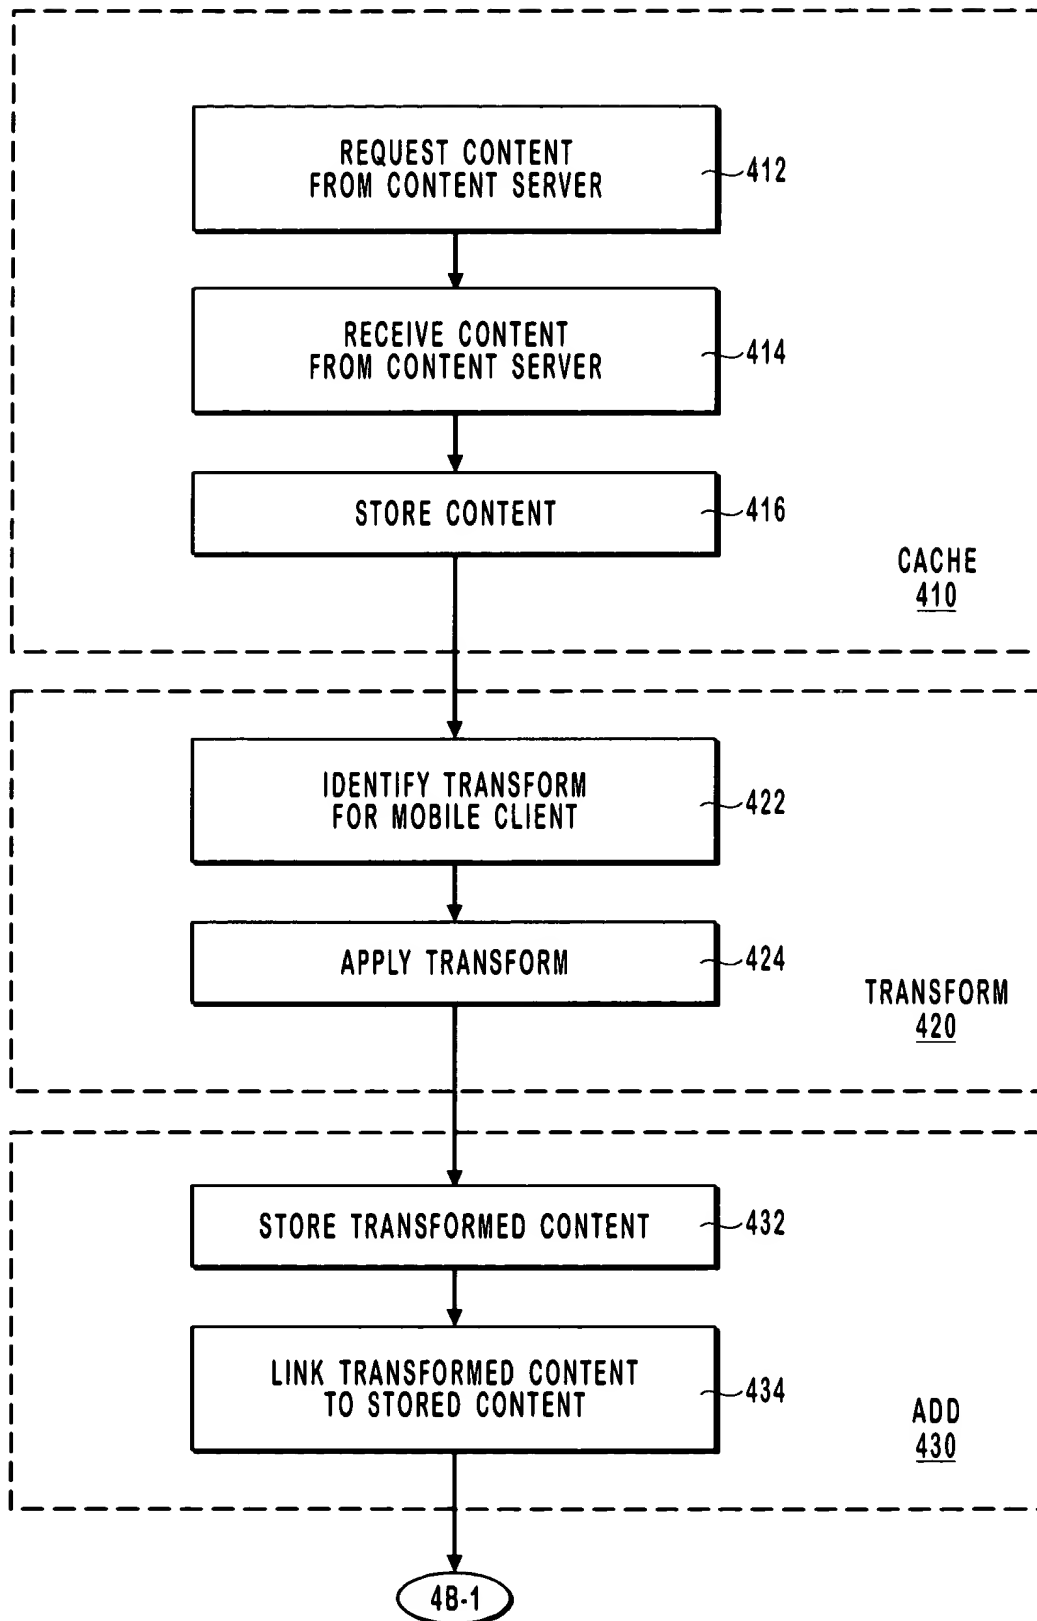 REQUEST CONTENT
FROM CONTENT SERVER
412
RECEIVE CONTENT
FROM CONTENT SERVER
414
STORE CONTENT
416
CACHE
410
IDENTIFY TRANSFORM
FOR MOBILE CLIENT
422
APPLY TRANSFORM
424
TRANSFORM
420
STORE TRANSFORMED CONTENT
432
LINK TRANSFORMED CONTENT
TO STORED CONTENT
434
ADD
430
4B-1